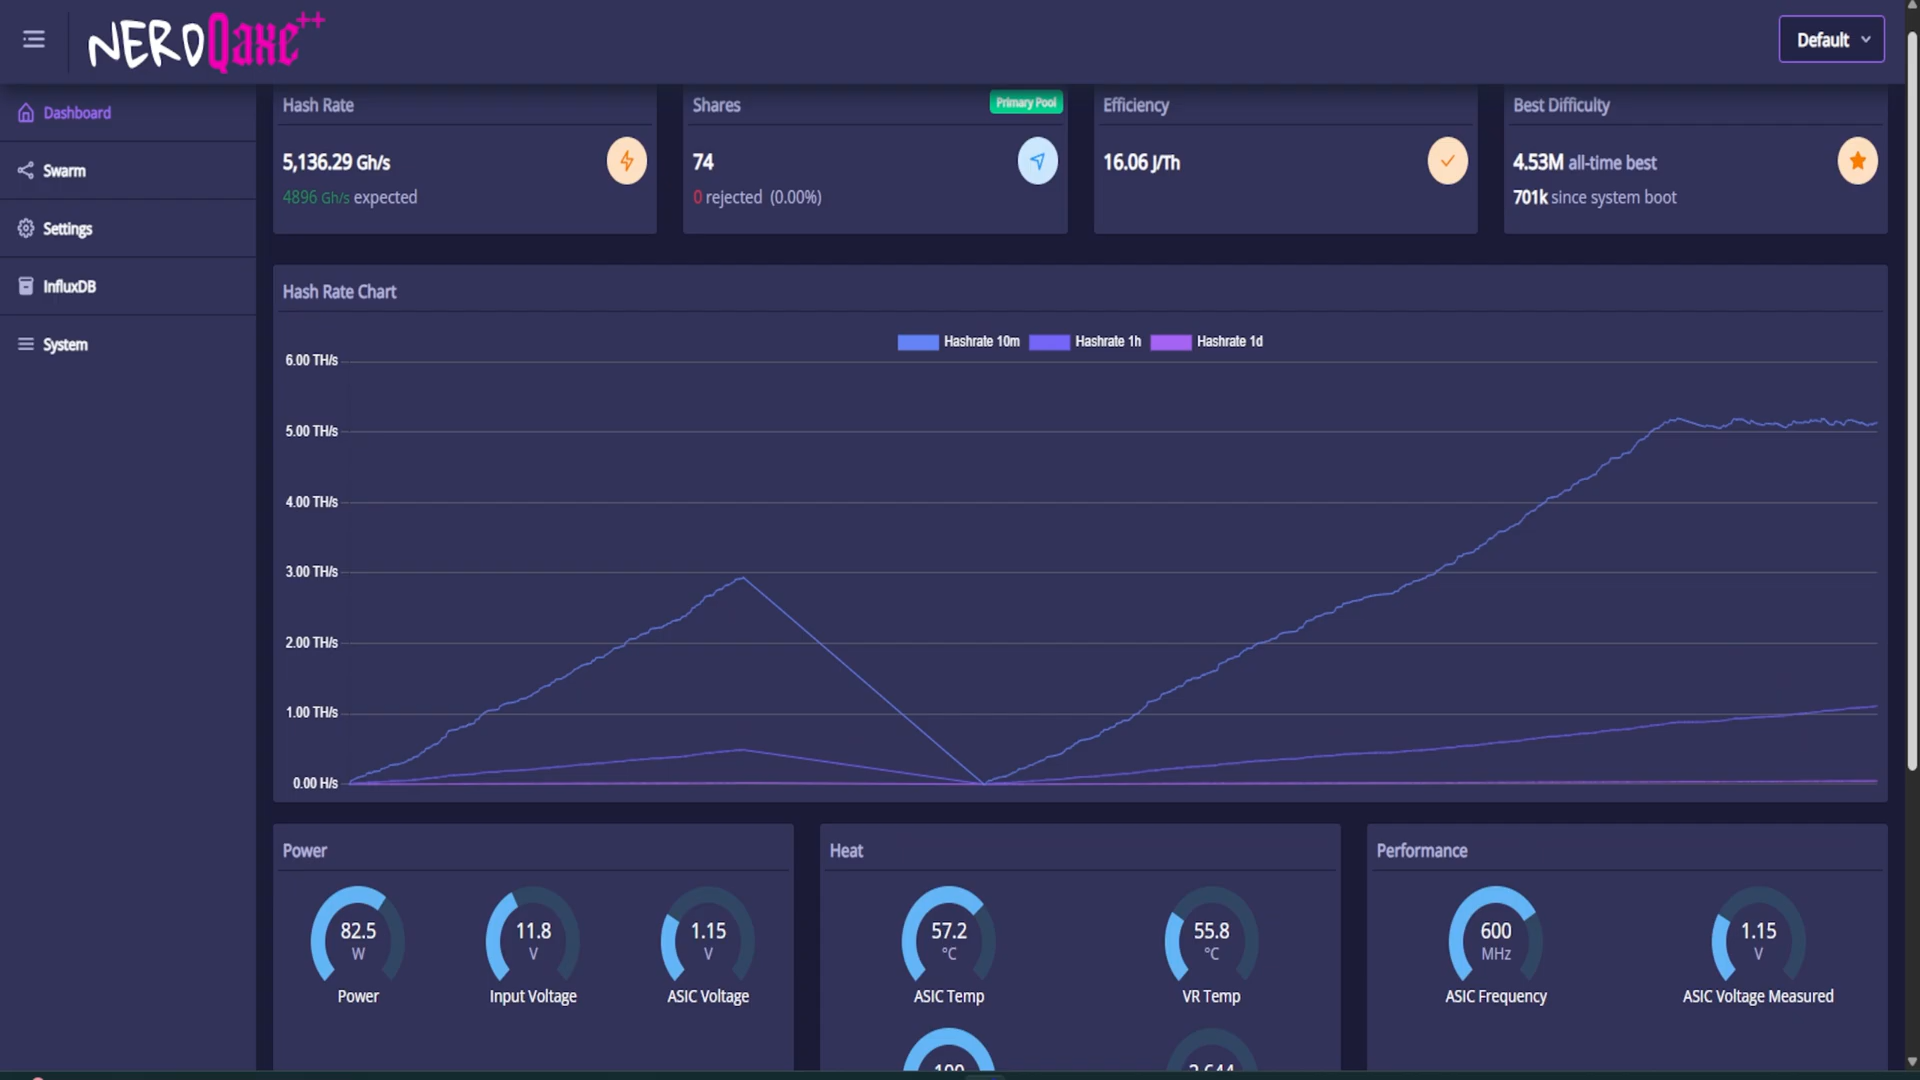 NERDQaxe++
Default
Dashboard
Swarm
Settings
InfluxDB
System
Hash Rate
5,136.29 Gh/s
4896 Gh/s expected
Shares
Primary Pool
74
0 rejected (0.00%)
Efficiency
16.06 J/Th
Best Difficulty
4.53M all-time best
701k since system boot
Hash Rate Chart
Hashrate 10m Hashrate 1h Hashrate 1d
6.00 TH/s
5.00 TH/s
4.00 TH/s
3.00 TH/s
2.00 TH/s
1.00 TH/s
0.00 H/s
Power
82.5
W
Power
11.8
V
Input Voltage
1.15
V
ASIC Voltage
Heat
57.2
°C
ASIC Temp
55.8
°C
VR Temp
Performance
600
MHz
ASIC Frequency
1.15
V
ASIC Voltage Measured